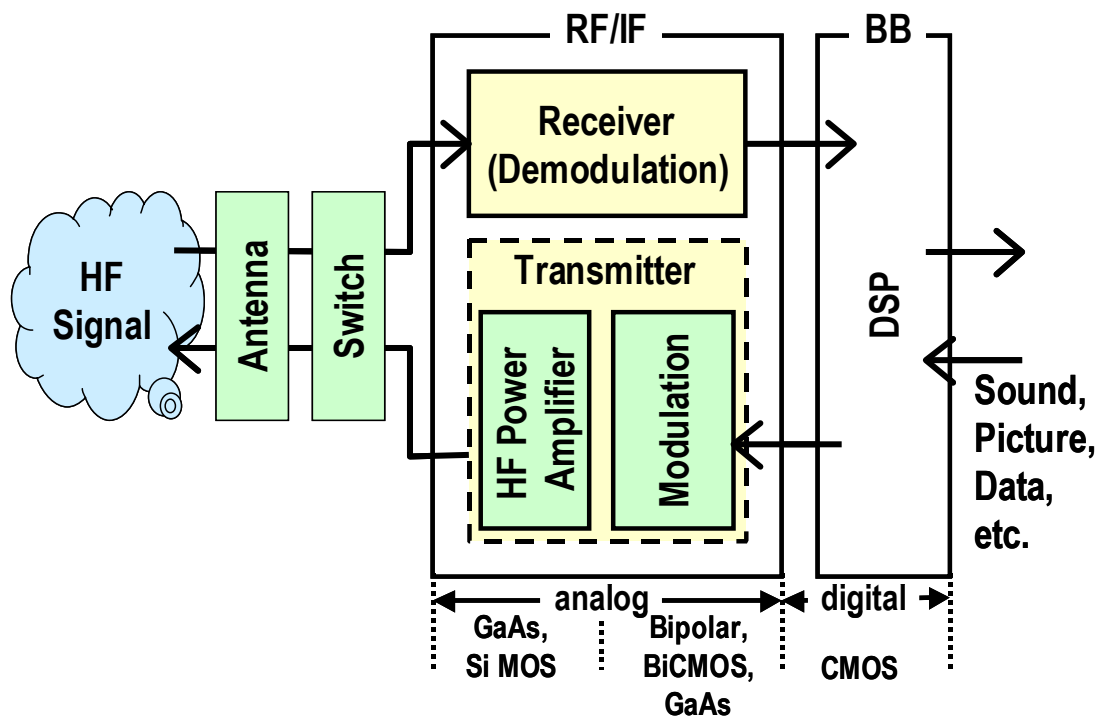 RF/IF
BB
Receiver
(Demodulation)
HF
Signal
Antenna
Switch
Transmitter
HF Power
Amplifier
Modulation
DSP
Sound,
Picture,
Data,
etc.
analog
digital
GaAs,
Si MOS
Bipolar,
BiCMOS,
GaAs
CMOS